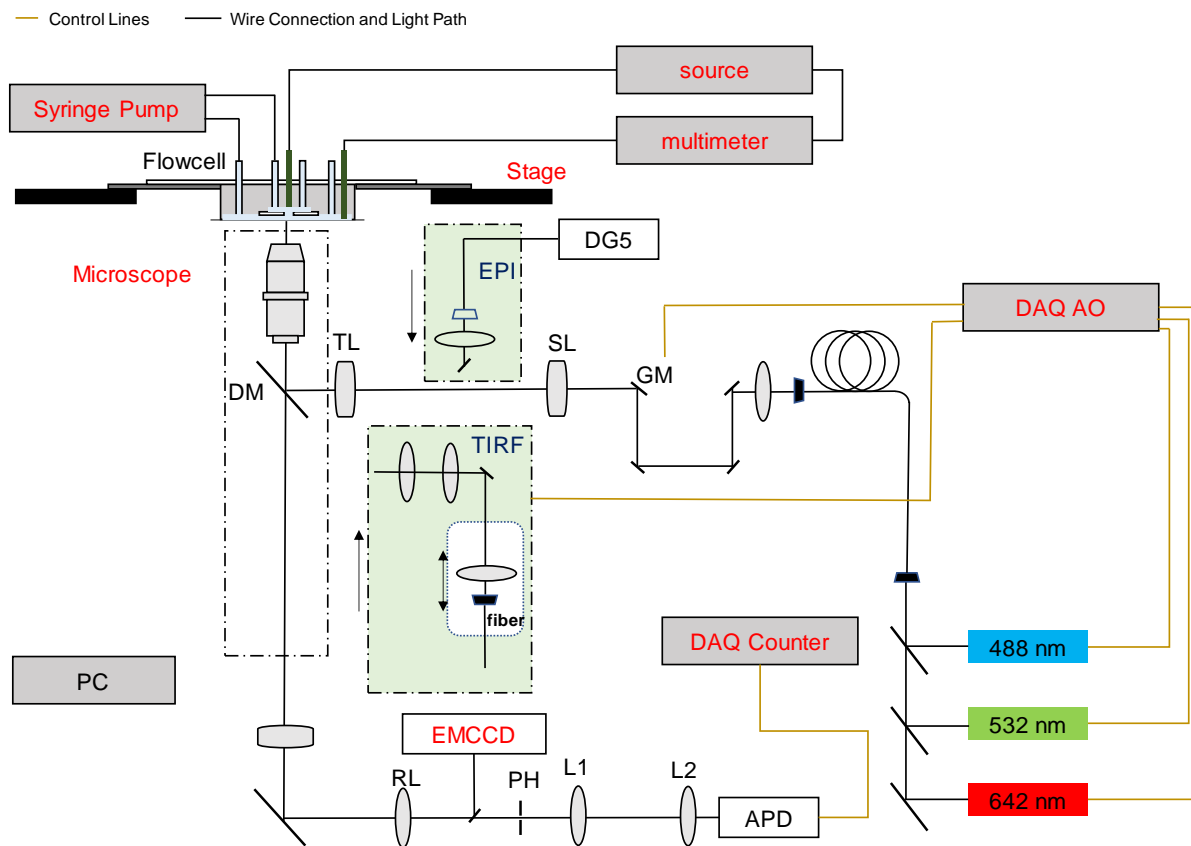 Control Lines
Wire Connection and Light Path
source
Syringe Pump
multimeter
Flowcell
Stage
DG5
EPI
Microscope
DAQ AO
TL
SL
GM
DM
TIRF
fiber
DAQ Counter
488 nm
PC
532 nm
EMCCD
L1
L2
RL
PH
642 nm
APD